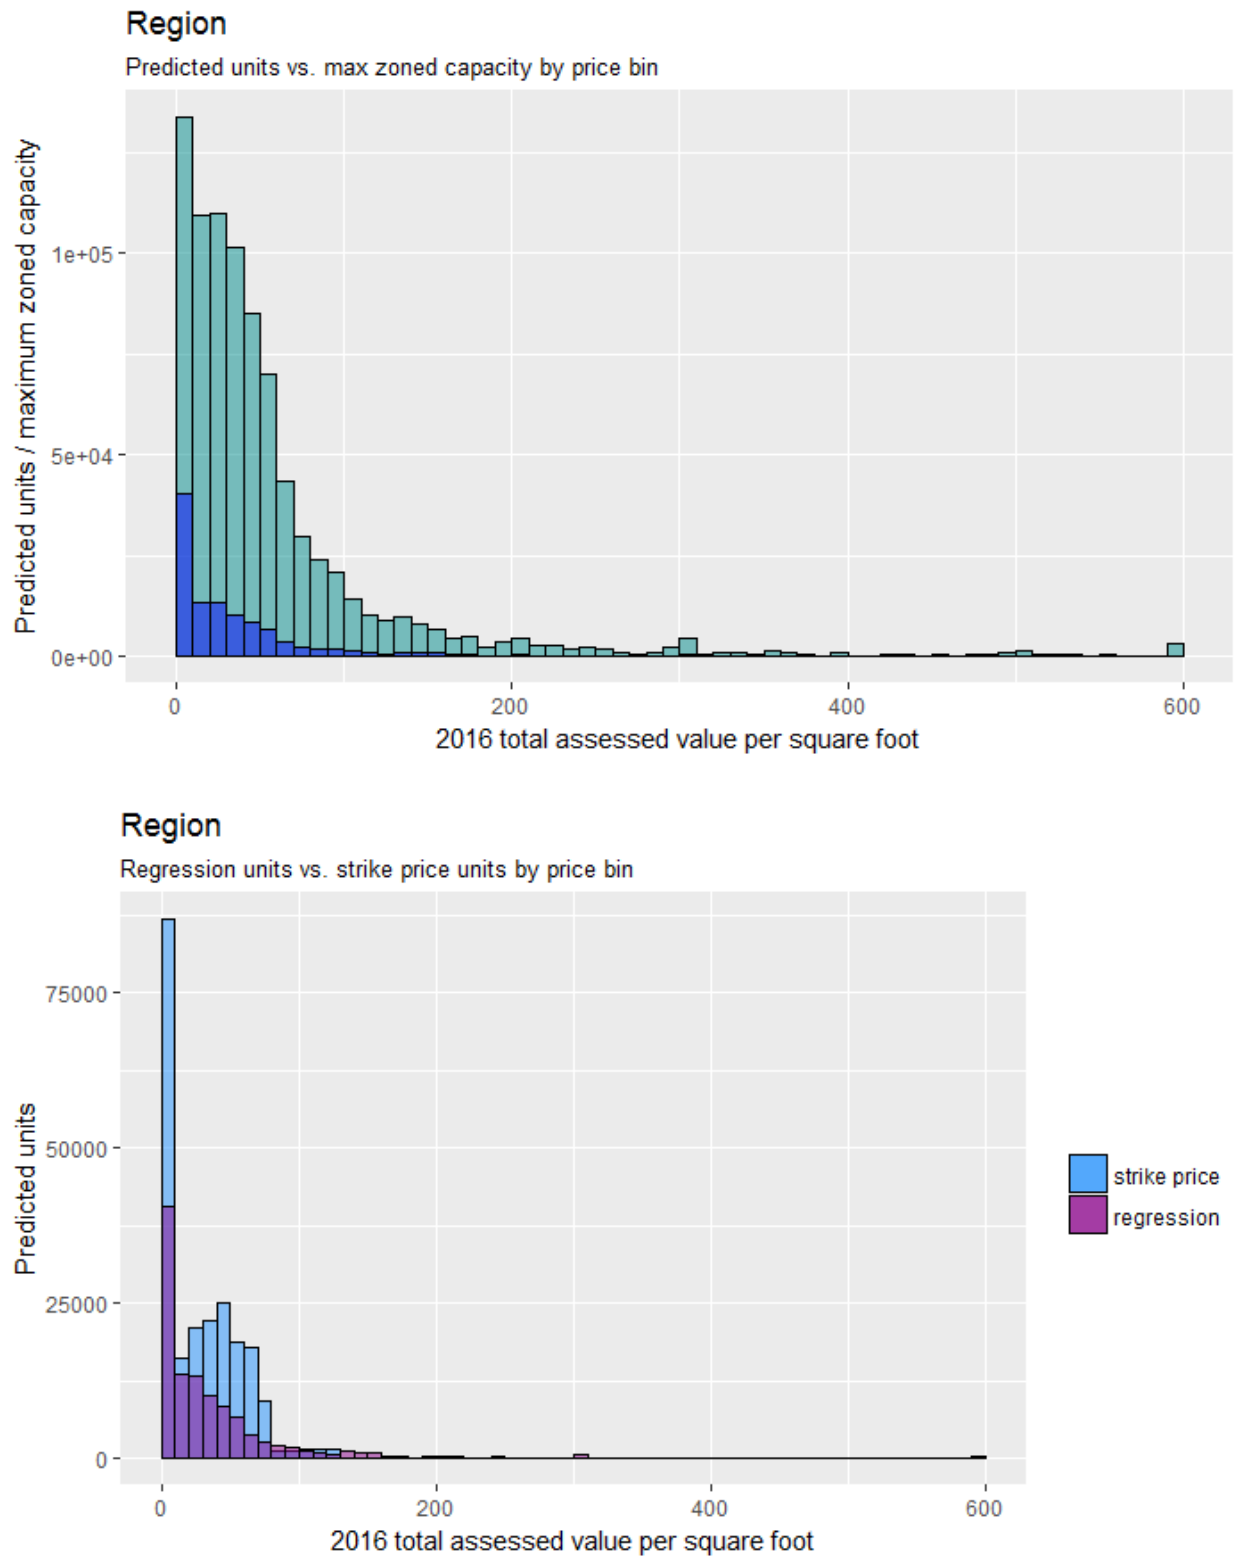 Region
Predicted units vs. max zoned capacity by price bin
Predicted units / maximum zoned capacity
1e+05
5e+04
0e+00
0 200 400 600
2016 total assessed value per square foot
Region
Regression units vs. strike price units by price bin
Predicted units
75000
50000
25000
0
strike price
regression
0 200 400 600
2016 total assessed value per square foot